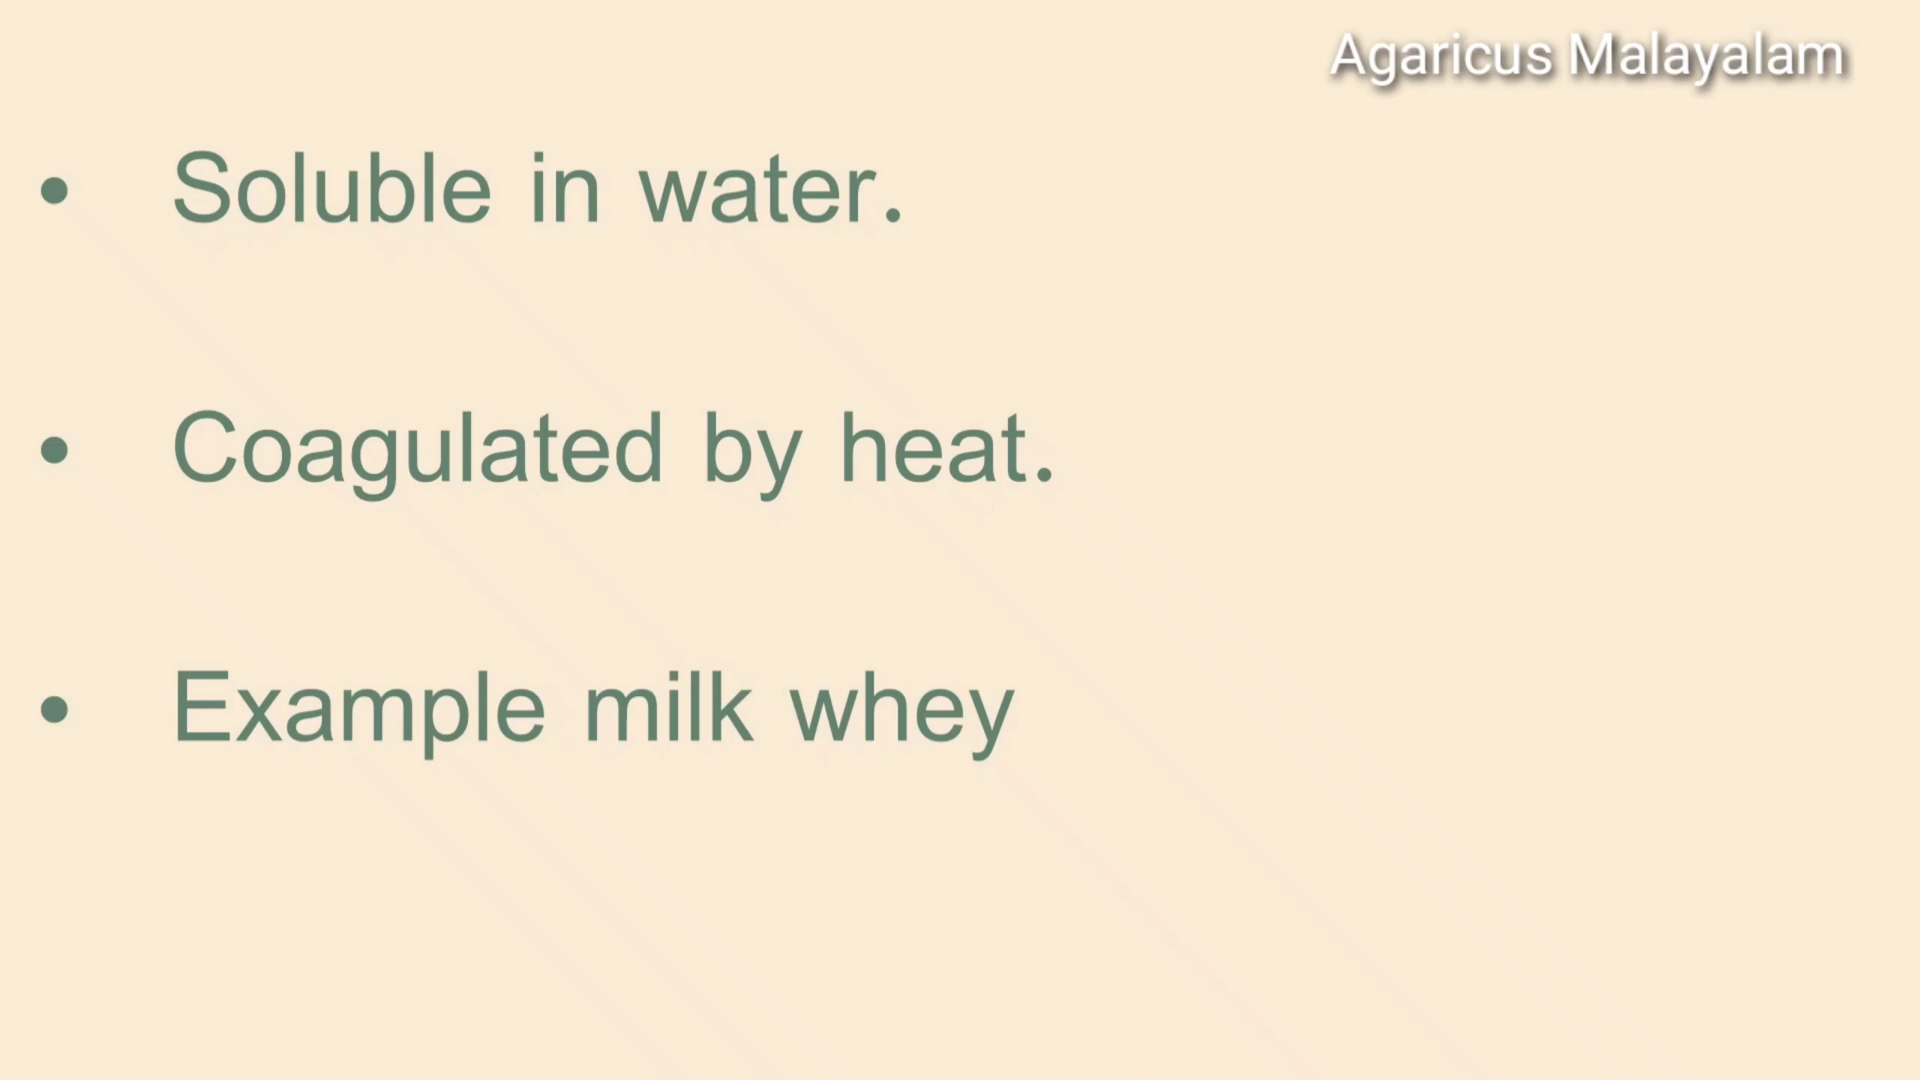 Agaricus Malayalam
• Soluble in water.
• Coagulated by heat.
• Example milk whey